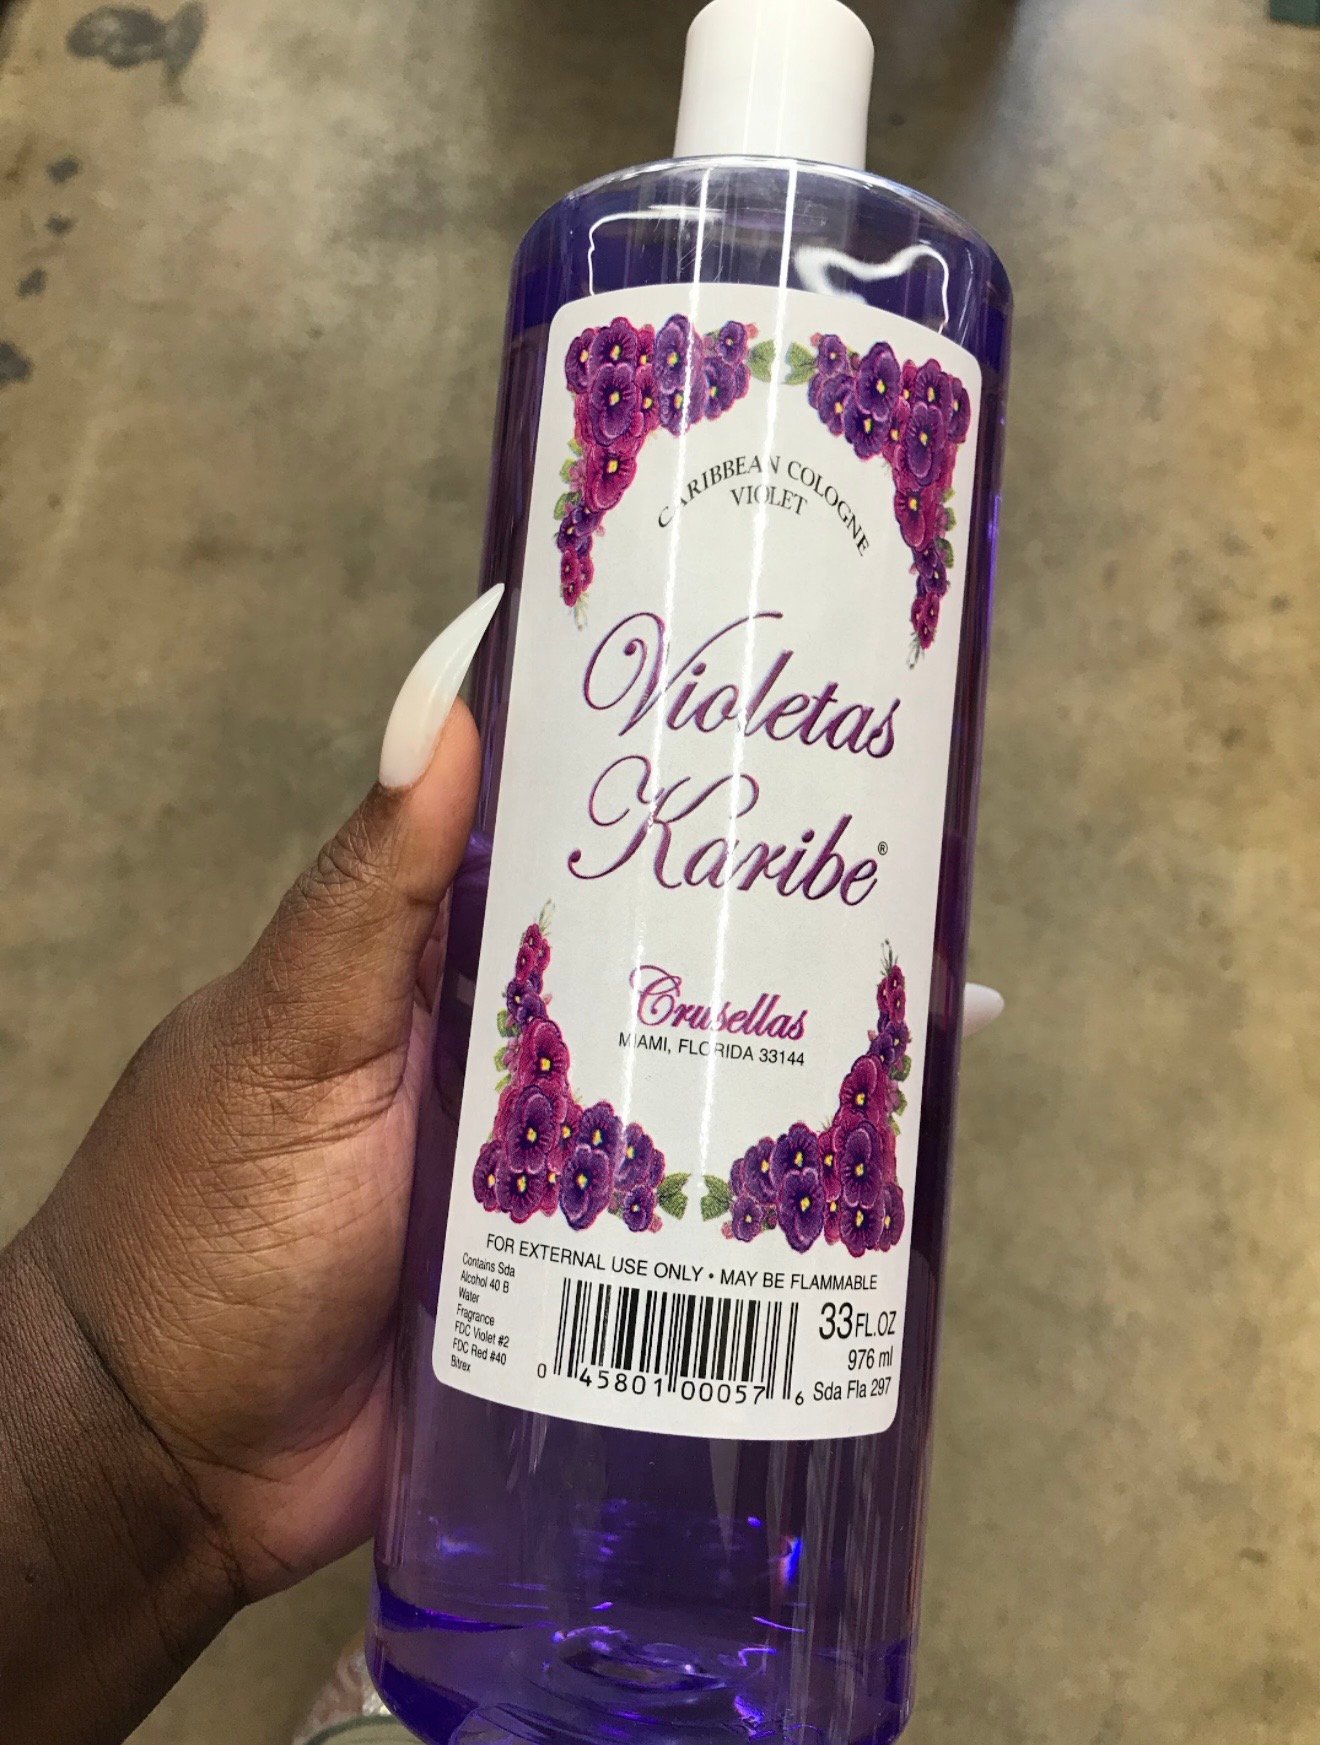 CARIBBEAN COLOGNE
VIOLET
Violetas
Karibe®
Crusellas
MIAMI, FLORIDA 33144
FOR EXTERNAL USE ONLY • MAY BE FLAMMABLE
Contains Sda
Alcohol 40 B
Water
Fragrance
FDC Violet #2
FDC Red #40
Bitrex
0 45801 00057 6
33 FL.OZ
976 ml
Sda Fla 297